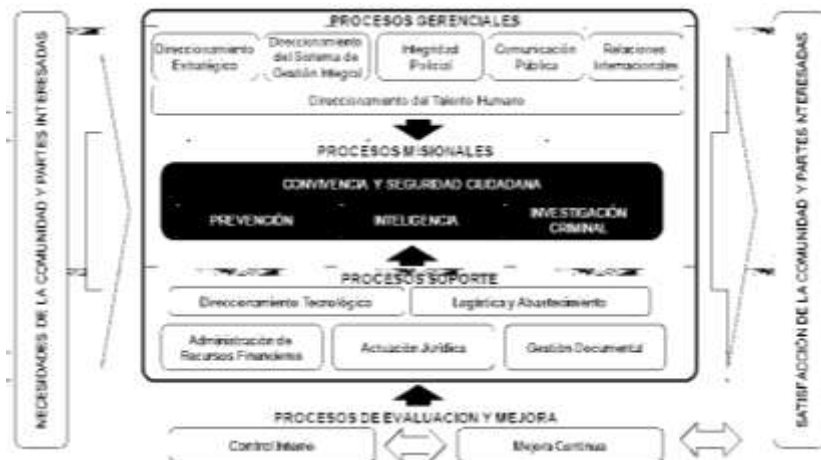 NECESIDADES DE LA COMUNIDAD Y PARTES INTERESADAS
PROCESOS GERENCIALES
Direccionamiento
Estratégico
Direccionamiento
del Sistema de
Gestión Integral
Integridad
Policial
Comunicación
Pública
Relaciones
Internacionales
Direccionamiento del Talento Humano
PROCESOS MISIONALES
CONVIVENCIA Y SEGURIDAD CIUDADANA
PREVENCIÓN
INTELIGENCIA
INVESTIGACIÓN
CRIMINAL
PROCESOS SOPORTE
Direccionamiento Tecnológico
Logística y Abastecimiento
Administración de
Recursos Financieros
Actuación Jurídica
Gestión Documental
PROCESOS DE EVALUACION Y MEJORA
Control Interno
Mejora Continua
SATISFACCIÓN DE LA COMUNIDAD Y PARTES INTERESADAS